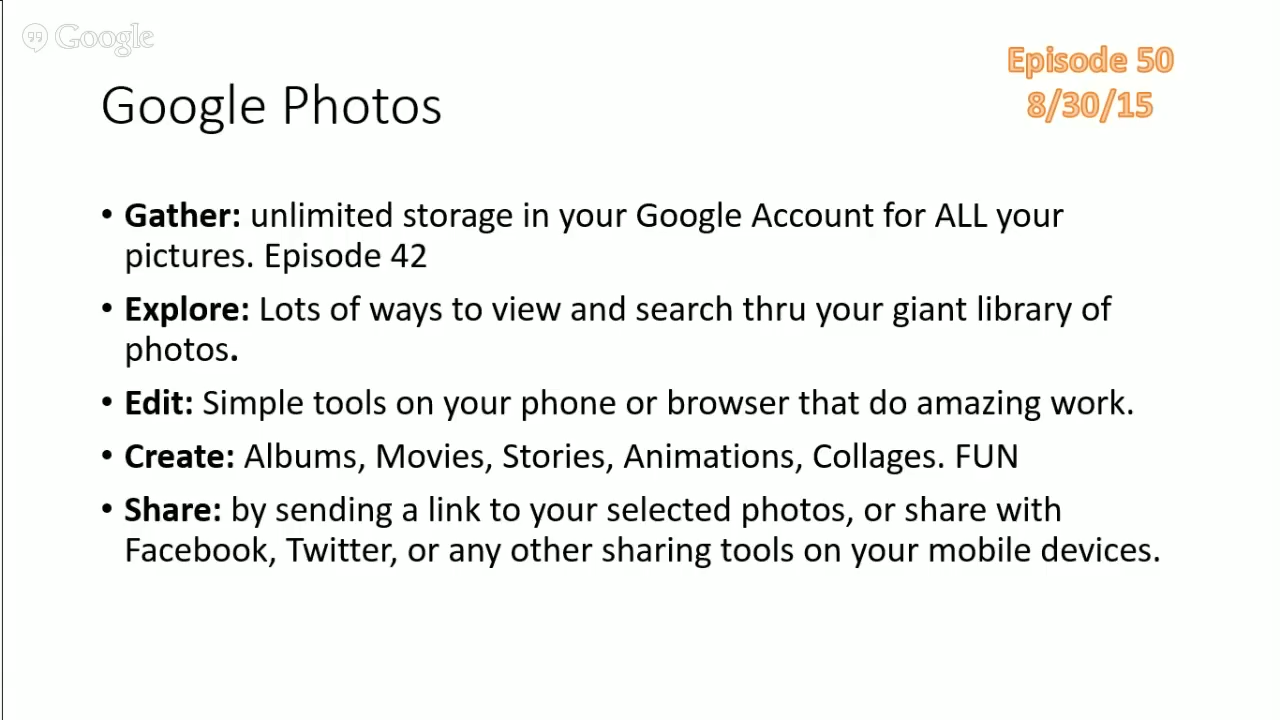 Google
Episode 50
8/30/15
Google Photos
• Gather: unlimited storage in your Google Account for ALL your
pictures. Episode 42
• Explore: Lots of ways to view and search thru your giant library of
photos.
• Edit: Simple tools on your phone or browser that do amazing work.
• Create: Albums, Movies, Stories, Animations, Collages. FUN
• Share: by sending a link to your selected photos, or share with
Facebook, Twitter, or any other sharing tools on your mobile devices.